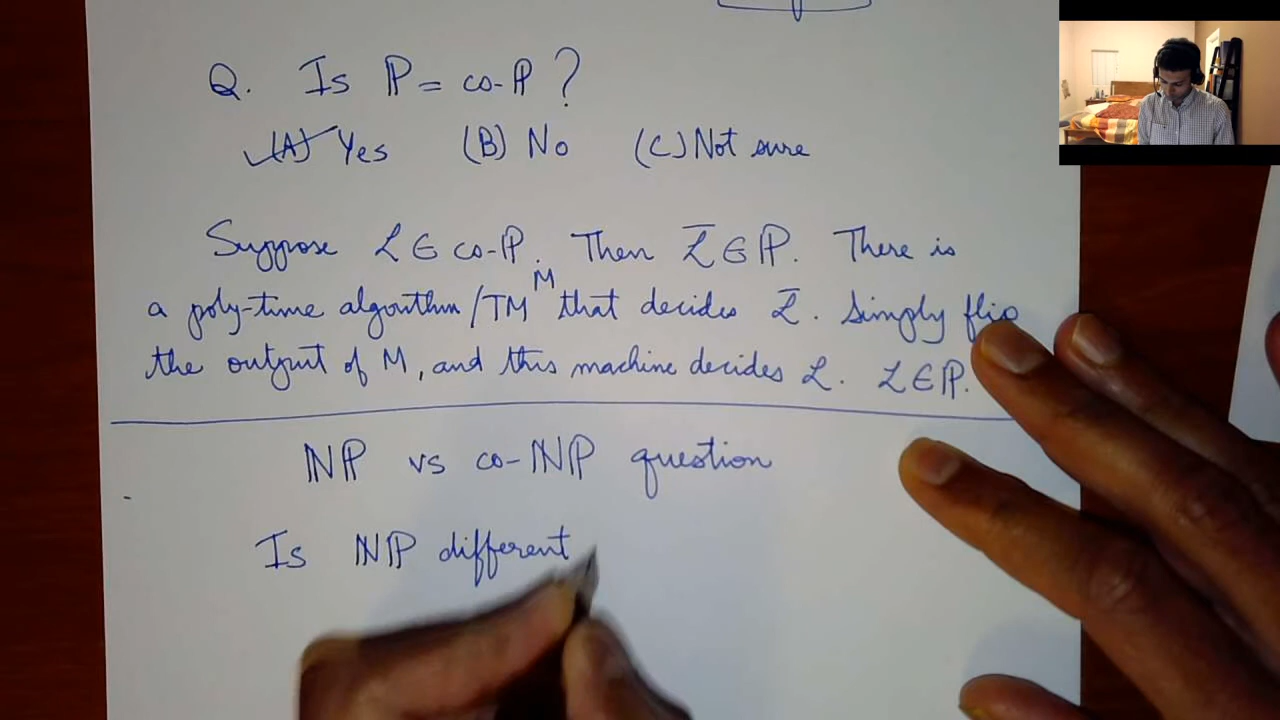 Q. Is ℙ = co-ℙ ?
(A) Yes (B) No (C) Not sure
Suppose L ∈ co-ℙ. Then L̅ ∈ ℙ. There is
a poly-time algorithm/TM M that decides L̅. Simply flip
the output of M, and this machine decides L. L ∈ ℙ.
ℕℙ vs co-ℕℙ question
Is ℕℙ different